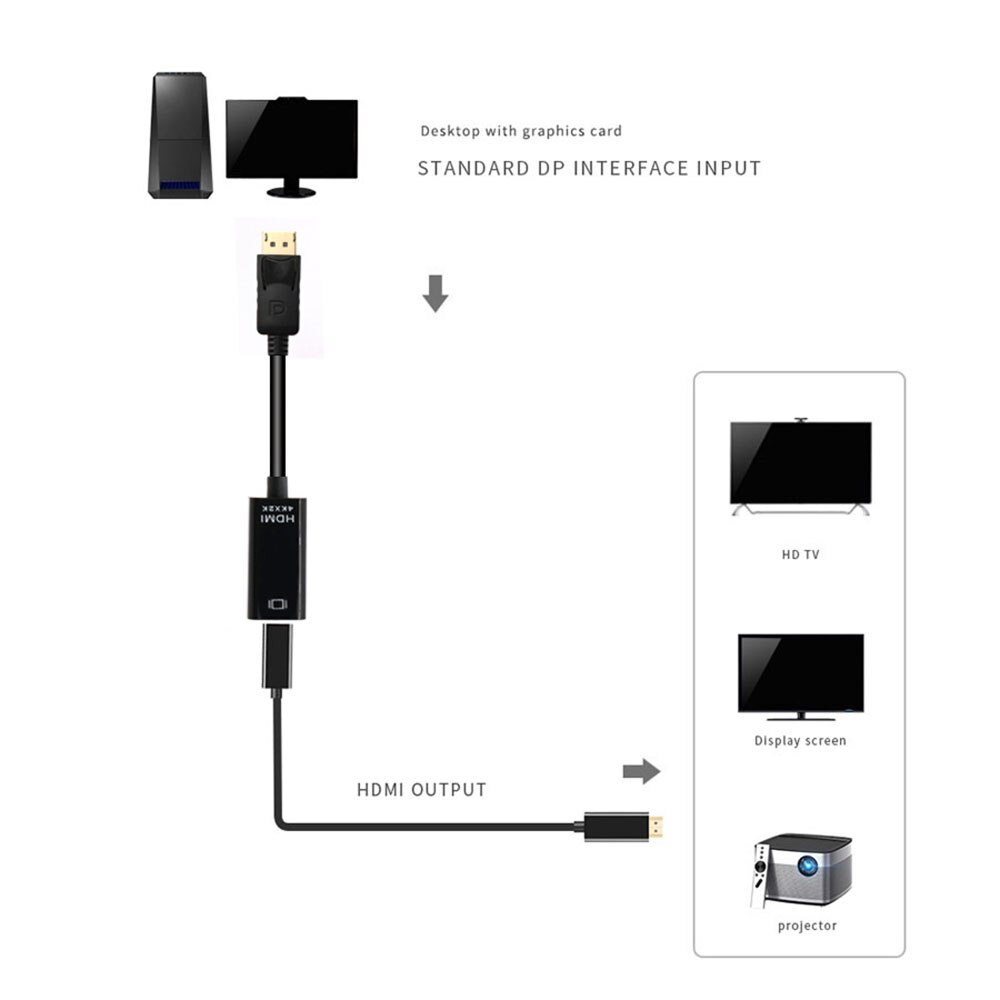 Desktop with graphics card
STANDARD DP INTERFACE INPUT
HDMI
4KX2K
HD TV
Display screen
HDMI OUTPUT
projector